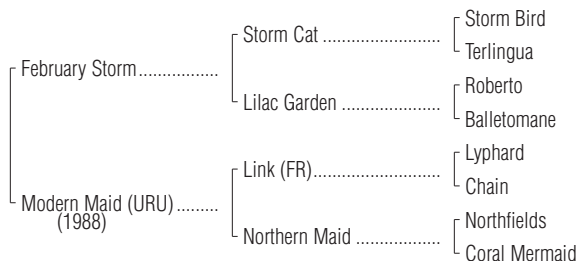 Storm Bird
Storm Cat ........................
Terlingua
February Storm ................
Roberto
Lilac Garden ....................
Balletomane
Lyphard
Link (FR) .........................
Chain
Modern Maid (URU) ........
(1988)
Northfields
Northern Maid .................
Coral Mermaid